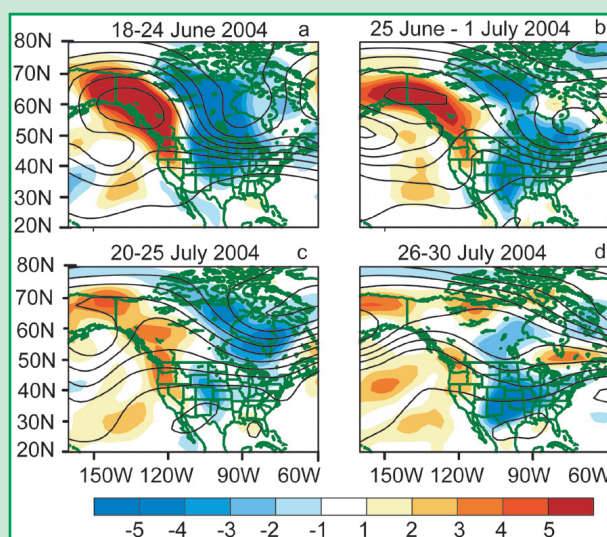 18-24 June 2004 a
25 June - 1 July 2004 b
80N
70N
60N
50N
40N
30N
20N
20-25 July 2004 c
26-30 July 2004 d
80N
70N
60N
50N
40N
30N
20N
150W 120W 90W 60W
150W 120W 90W 60W
-5 -4 -3 -2 -1 1 2 3 4 5